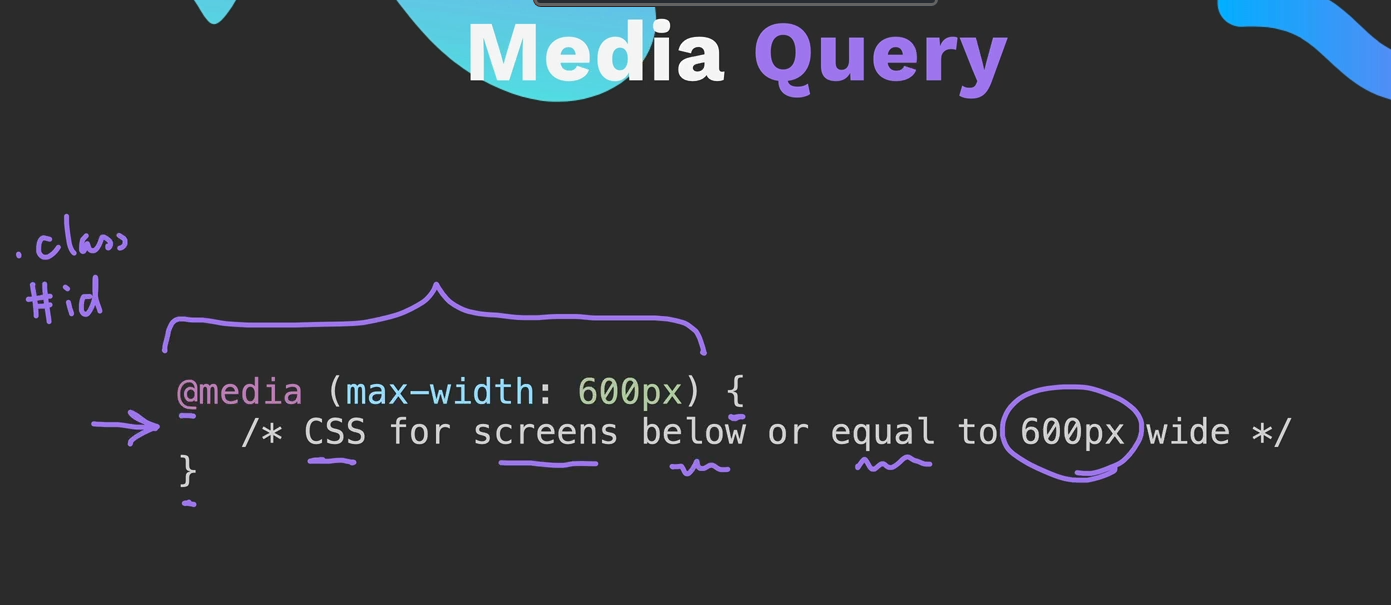 Media Query
.class
#id
@media (max-width: 600px) {
/* CSS for screens below or equal to 600px wide */
}